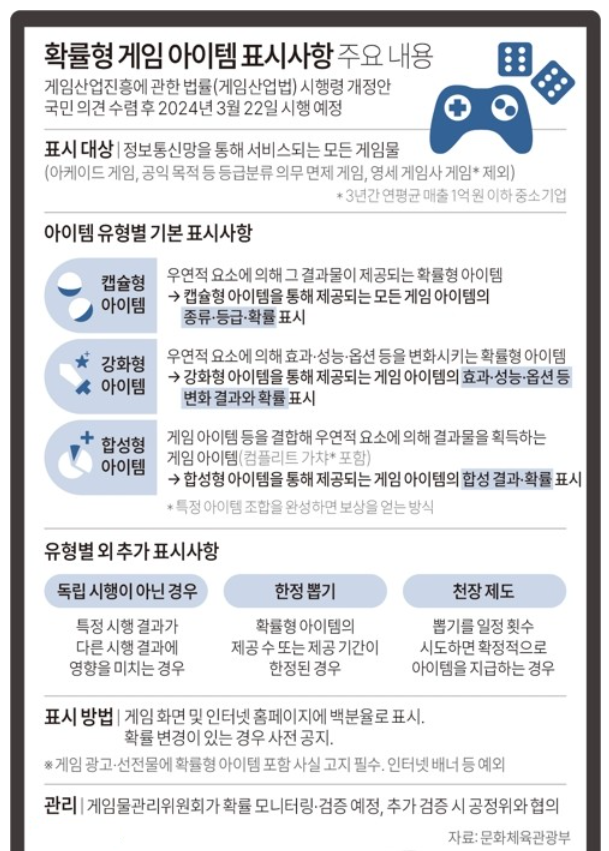 확률형 게임 아이템 표시사항 주요 내용
게임산업진흥에 관한 법률(게임산업법) 시행령 개정안
국민 의견 수렴 후 2024년 3월 22일 시행 예정
표시 대상 | 정보통신망을 통해 서비스되는 모든 게임물
(아케이드 게임, 공익 목적 등 등급분류 의무 면제 게임, 영세 게임사 게임* 제외)
* 3년간 연평균 매출 1억 원 이하 중소기업
아이템 유형별 기본 표시사항
캡슐형
아이템
우연적 요소에 의해 그 결과물이 제공되는 확률형 아이템
→ 캡슐형 아이템을 통해 제공되는 모든 게임 아이템의
종류·등급·확률 표시
강화형
아이템
우연적 요소에 의해 효과·성능·옵션 등을 변화시키는 확률형 아이템
→ 강화형 아이템을 통해 제공되는 게임 아이템의 효과·성능·옵션 등
변화 결과와 확률 표시
합성형
아이템
게임 아이템 등을 결합해 우연적 요소에 의해 결과물을 획득하는
게임 아이템(컴플리트 가챠* 포함)
→ 합성형 아이템을 통해 제공되는 게임 아이템의 합성 결과·확률 표시
* 특정 아이템 조합을 완성하면 보상을 얻는 방식
유형별 외 추가 표시사항
독립 시행이 아닌 경우
특정 시행 결과가
다른 시행 결과에
영향을 미치는 경우
한정 뽑기
확률형 아이템의
제공 수 또는 제공 기간이
한정된 경우
천장 제도
뽑기를 일정 횟수
시도하면 확정적으로
아이템을 지급하는 경우
표시 방법 | 게임 화면 및 인터넷 홈페이지에 백분율로 표시.
확률 변경이 있는 경우 사전 공지.
※ 게임 광고·선전물에 확률형 아이템 포함 사실 고지 필수. 인터넷 배너 등 예외
관리 | 게임물관리위원회가 확률 모니터링·검증 예정, 추가 검증 시 공정위와 협의
자료: 문화체육관광부